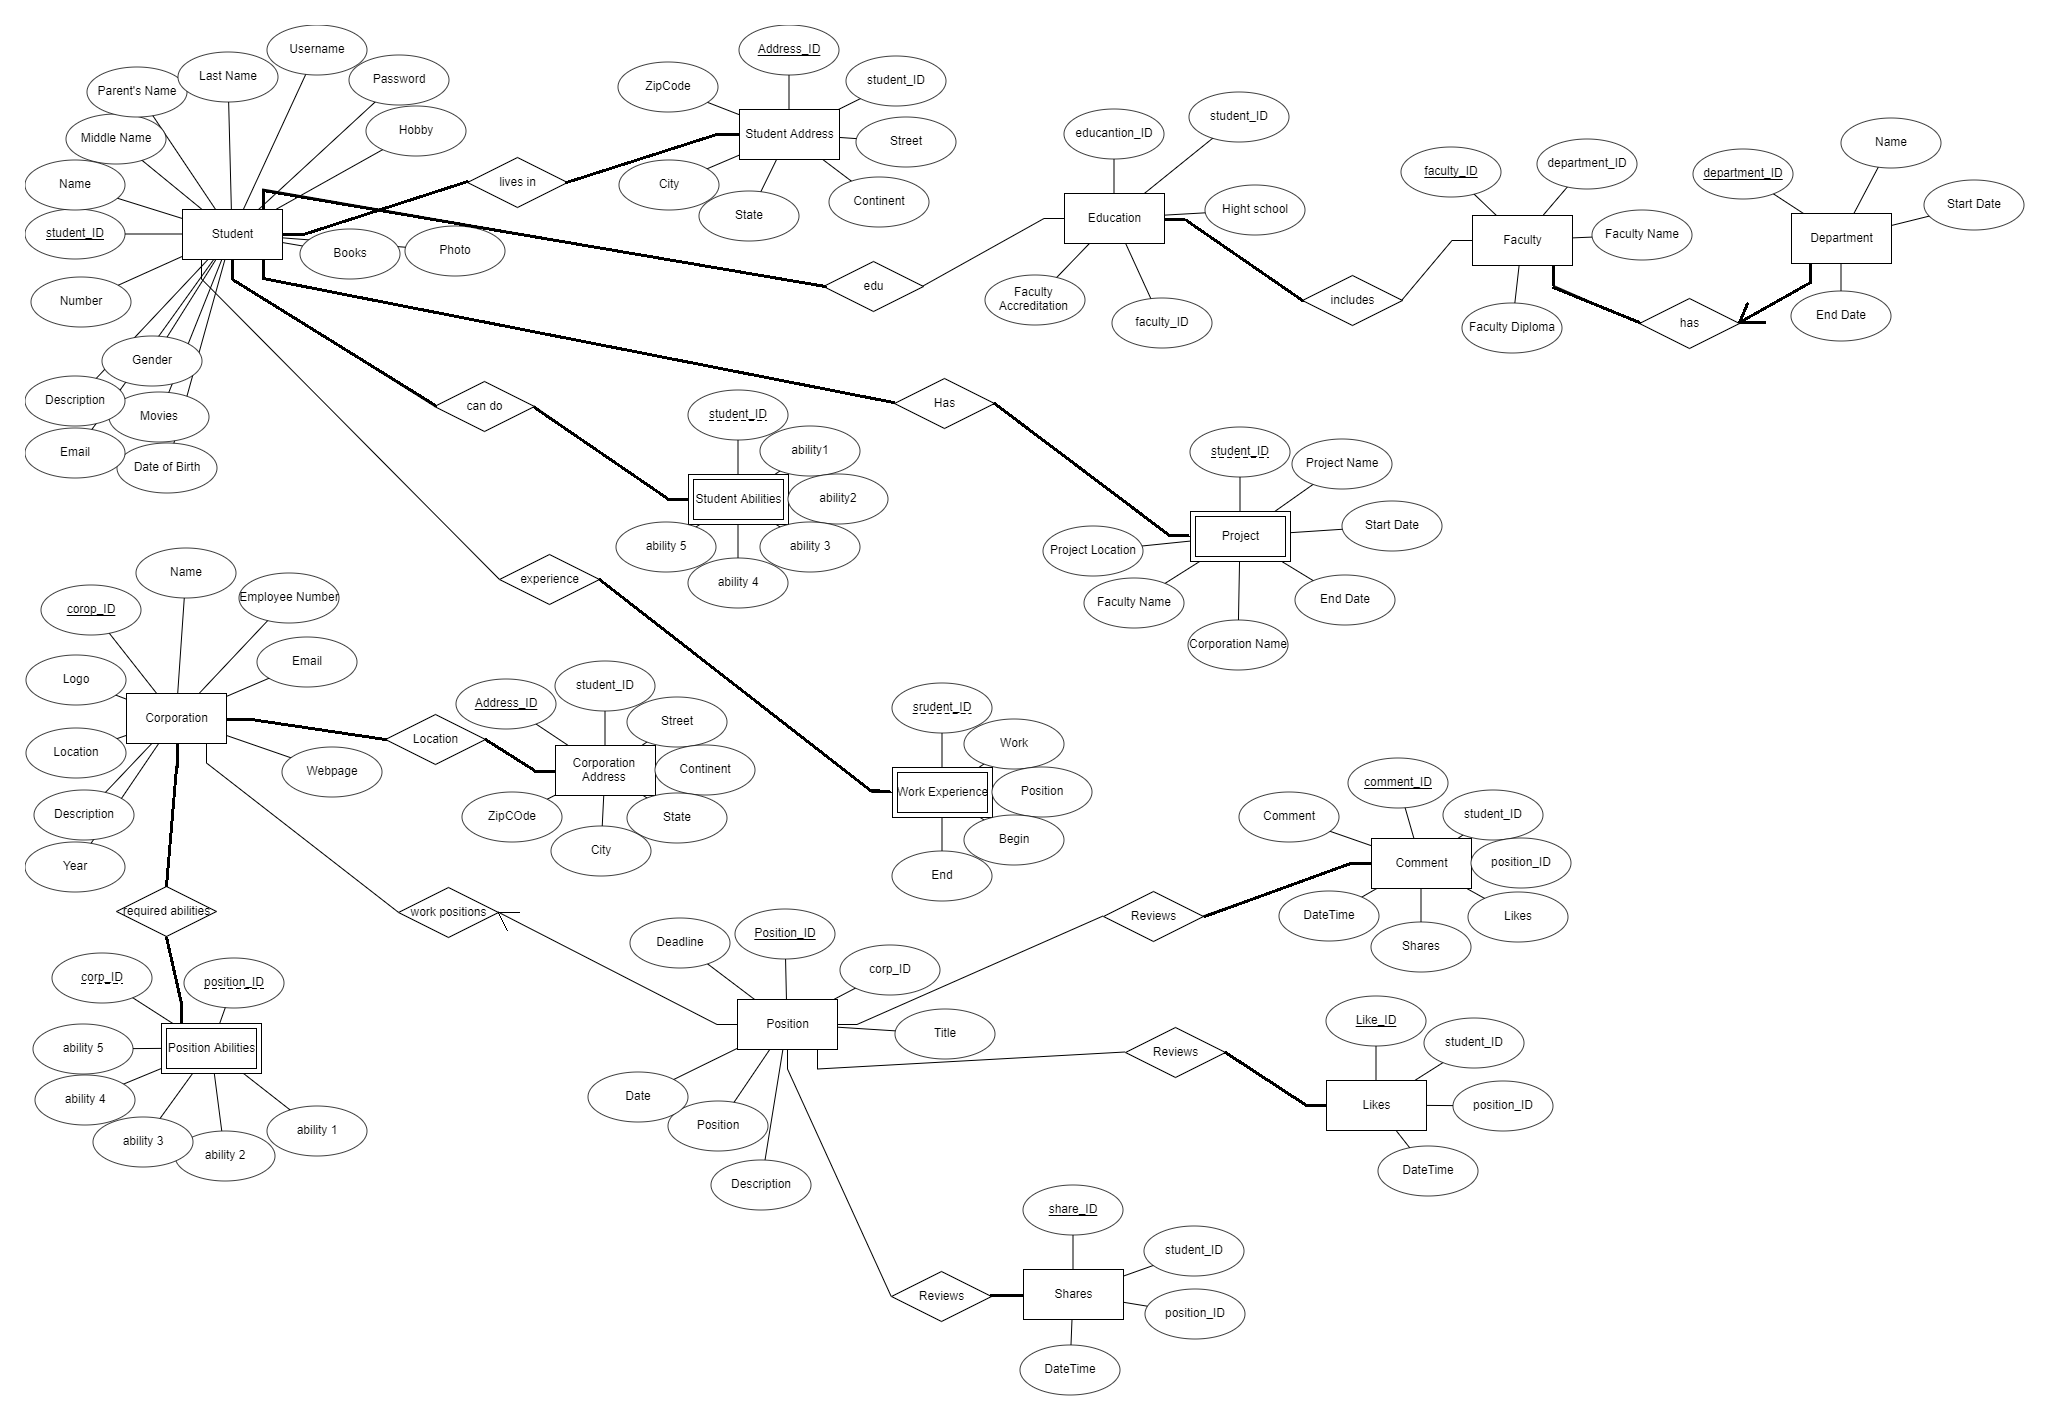 Username
Last Name
Password
Parent's Name
Hobby
Middle Name
Name
student_ID
Student
Books
Photo
Number
Gender
Description
Movies
Email
Date of Birth
lives in
Address_ID
ZipCode
student_ID
Student Address
Street
City
State
Continent
edu
educantion_ID
student_ID
Education
Hight school
Faculty
Accreditation
faculty_ID
includes
faculty_ID
department_ID
Faculty
Faculty Name
Faculty Diploma
has
department_ID
Name
Start Date
Department
End Date
can do
student_ID
ability1
Student Abilities
ability2
ability 5
ability 3
ability 4
Has
student_ID
Project Name
Start Date
Project
Project Location
End Date
Faculty Name
Corporation Name
experience
srudent_ID
Work
Work Experience
Position
Begin
End
Name
corop_ID
Employee Number
Email
Logo
Corporation
Location
Webpage
Description
Year
Location
student_ID
Address_ID
Street
Corporation
Address
Continent
ZipCOde
State
City
required abilities
corp_ID
position_ID
ability 5
Position Abilities
ability 4
ability 3
ability 2
ability 1
work positions
Deadline
Position_ID
corp_ID
Position
Title
Date
Position
Description
Reviews
comment_ID
Comment
student_ID
Comment
position_ID
DateTime
Likes
Shares
Reviews
Like_ID
student_ID
Likes
position_ID
DateTime
Reviews
share_ID
student_ID
Shares
position_ID
DateTime